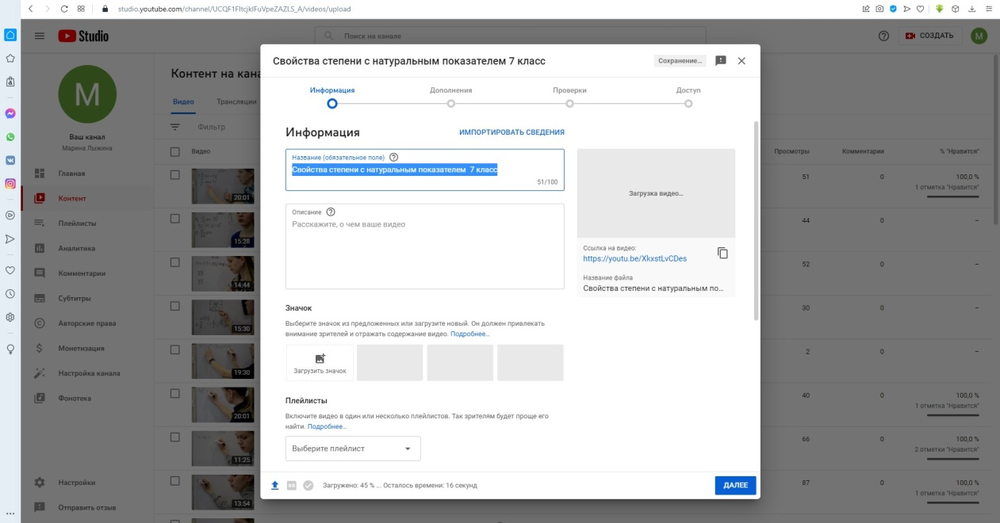 studio.youtube.com/channel/UCQF1FItcjkIFuVpeZAZLS_A/videos/upload
Studio
Поиск на канале
СОЗДАТЬ
M
M
Ваш канал
Марина Лыжина
Главная
Контент
Плейлисты
Аналитика
Комментарии
Субтитры
Авторские права
Монетизация
Настройка канала
Фонотека
Настройки
Отправить отзыв
Контент на кана
Видео
Трансляции
Фильтр
Видео
Просмотры
Комментарии
% "Нравится"
20:01
51
0
100,0 %
1 отметка "Нравится"
15:28
44
0
–
14:44
52
0
–
15:30
30
0
–
19:30
2
0
–
20:01
40
0
100,0 %
1 отметка "Нравится"
11:25
66
0
100,0 %
2 отметки "Нравится"
13:54
87
0
100,0 %
1 отметка "Нравится"
Свойства степени с натуральным показателем 7 класс
Сохранение...
Информация
Дополнения
Проверки
Доступ
Информация
ИМПОРТИРОВАТЬ СВЕДЕНИЯ
Название (обязательное поле)
Свойства степени с натуральным показателем 7 класс
51/100
Описание
Расскажите, о чем ваше видео
Загрузка видео...
Ссылка на видео:
https://youtu.be/XkxstLvCDes
Название файла
Свойства степени с натуральным по...
Значок
Выберите значок из предложенных или загрузите новый. Он должен привлекать
внимание зрителей и отражать содержание видео. Подробнее...
Загрузить значок
Плейлисты
Включите видео в один или несколько плейлистов. Так зрителям будет проще его
найти. Подробнее...
Выберите плейлист
Загружено: 45 % ... Осталось времени: 16 секунд
ДАЛЕЕ